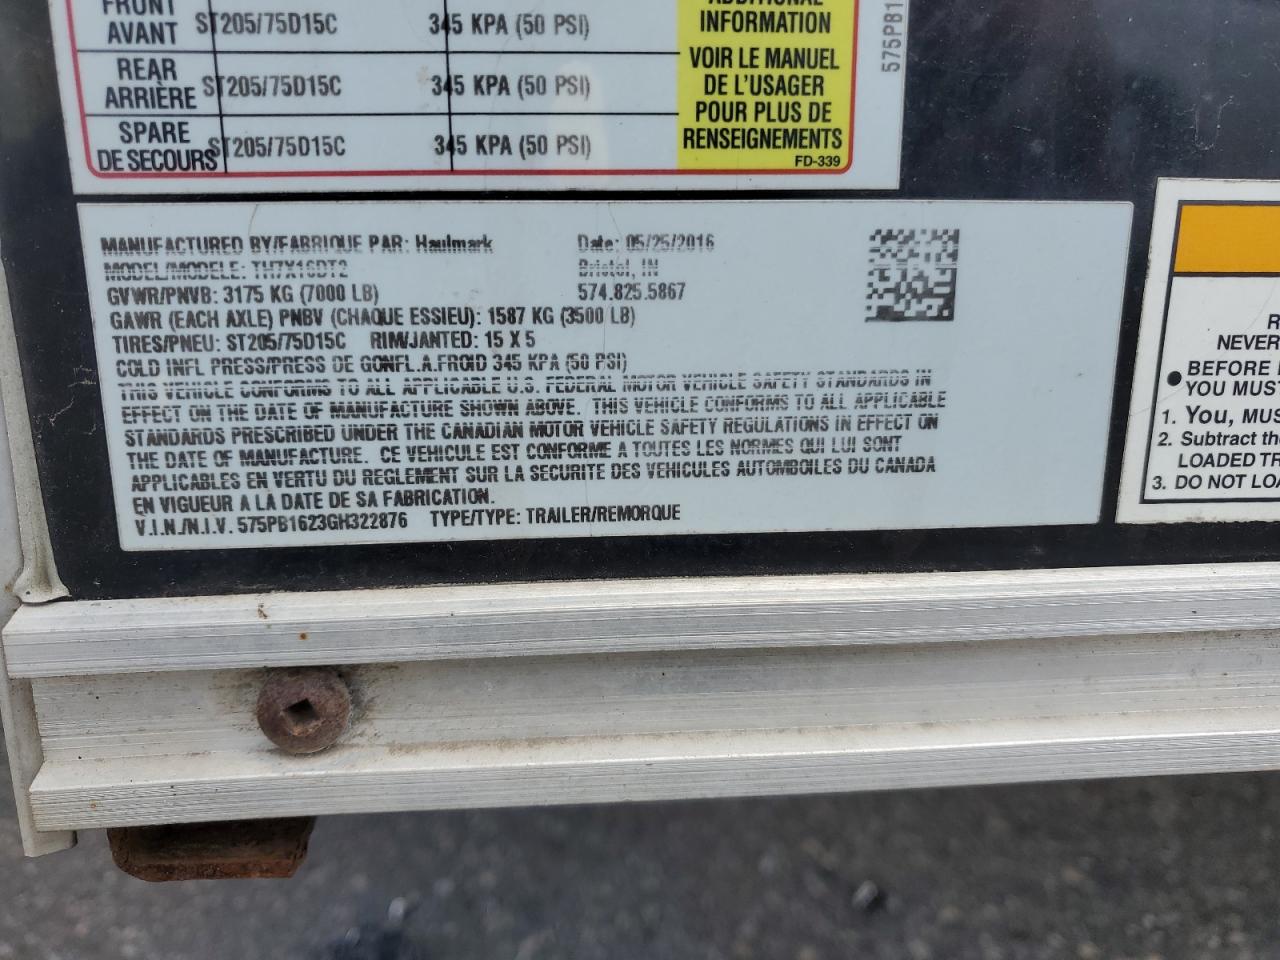 FRONT
AVANT ST205/75D15C 345 KPA (50 PSI)
REAR
ARRIÈRE ST205/75D15C 345 KPA (50 PSI)
SPARE
DE SECOURS ST205/75D15C 345 KPA (50 PSI)
ADDITIONAL
INFORMATION
VOIR LE MANUEL
DE L'USAGER
POUR PLUS DE
RENSEIGNEMENTS
FD-339
575PB1
MANUFACTURED BY/FABRIQUE PAR: Haulmark Date: 05/25/2016
MODEL/MODELE: TH7X16DT2 Bristol, IN
GVWR/PNVB: 3175 KG (7000 LB) 574.825.5867
GAWR (EACH AXLE) PNBV (CHAQUE ESSIEU): 1587 KG (3500 LB)
TIRES/PNEU: ST205/75D15C RIM/JANTED: 15 X 5
COLD INFL PRESS/PRESS DE GONFL.A.FROID 345 KPA (50 PSI)
THIS VEHICLE CONFORMS TO ALL APPLICABLE U.S. FEDERAL MOTOR VEHICLE SAFETY STANDARDS IN
EFFECT ON THE DATE OF MANUFACTURE SHOWN ABOVE. THIS VEHICLE CONFORMS TO ALL APPLICABLE
STANDARDS PRESCRIBED UNDER THE CANADIAN MOTOR VEHICLE SAFETY REGULATIONS IN EFFECT ON
THE DATE OF MANUFACTURE. CE VEHICULE EST CONFORME A TOUTES LES NORMES QUI LUI SONT
APPLICABLES EN VERTU DU REGLEMENT SUR LA SECURITE DES VEHICULES AUTOMBOILES DU CANADA
EN VIGUEUR A LA DATE DE SA FABRICATION.
V.I.N./N.I.V. 575PB1623GH322876 TYPE/TYPE: TRAILER/REMORQUE
R
NEVER
• BEFORE
YOU MUST
1. You, MUS
2. Subtract the
LOADED TR
3. DO NOT LOA